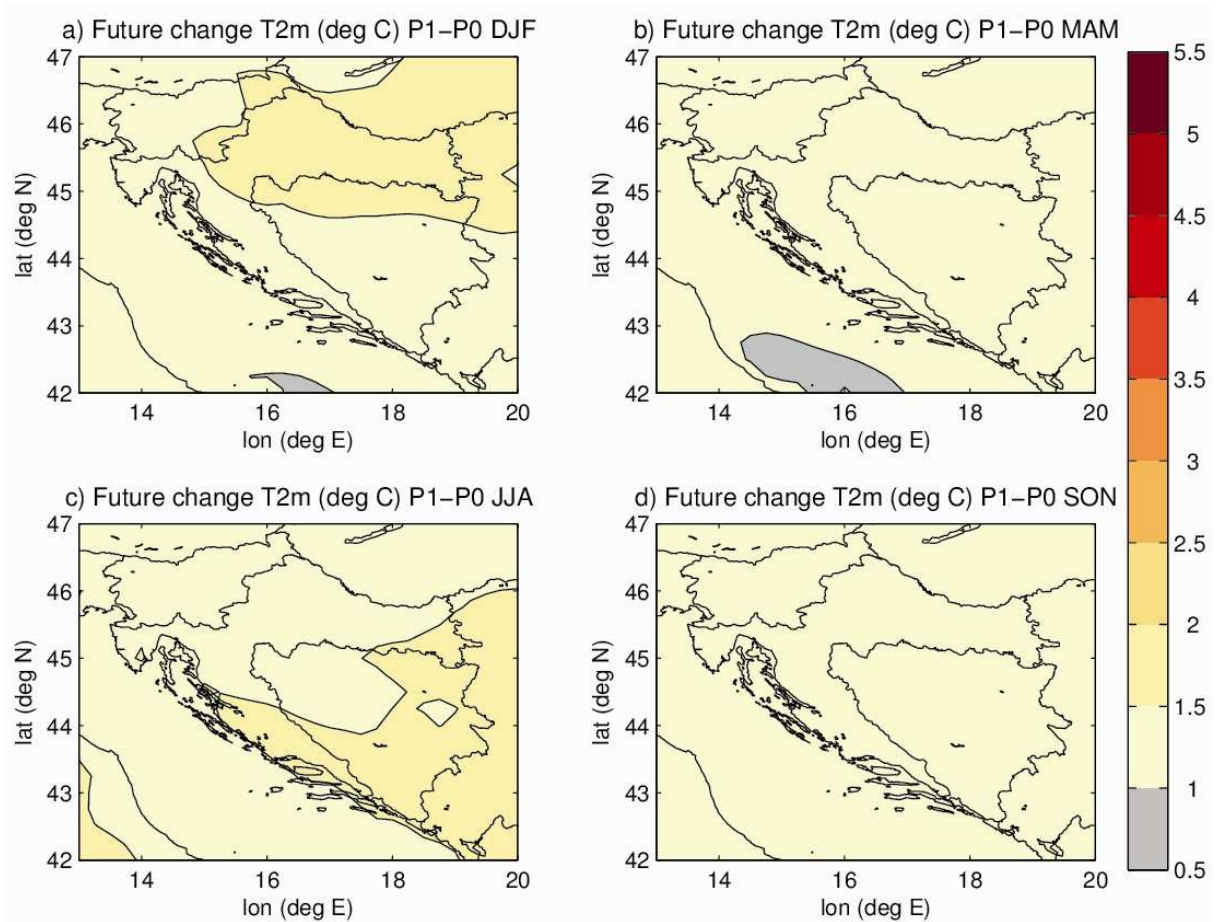 a) Future change T2m (deg C) P1−P0 DJF
47
46
45
44
43
42
lat (deg N)
14 16 18 20
lon (deg E)
b) Future change T2m (deg C) P1−P0 MAM
47
46
45
44
43
42
lat (deg N)
14 16 18 20
lon (deg E)
c) Future change T2m (deg C) P1−P0 JJA
47
46
45
44
43
42
lat (deg N)
14 16 18 20
lon (deg E)
d) Future change T2m (deg C) P1−P0 SON
47
46
45
44
43
42
lat (deg N)
14 16 18 20
lon (deg E)
5.5
5
4.5
4
3.5
3
2.5
2
1.5
1
0.5